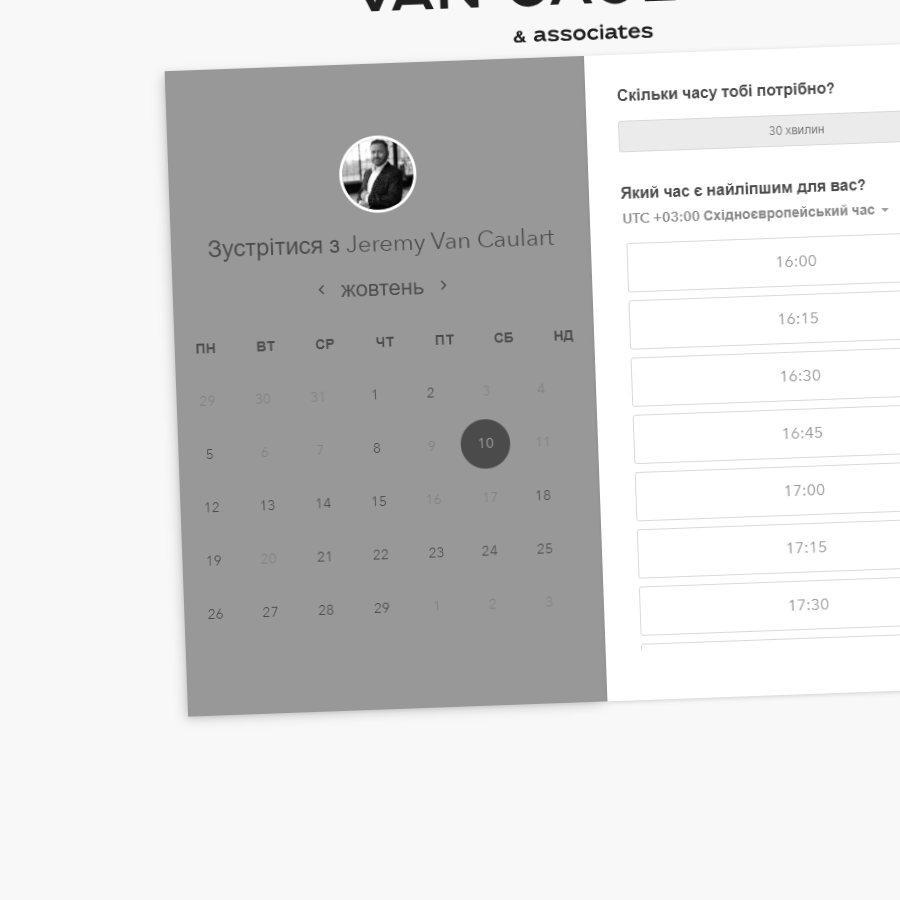 & associates
Зустрітися з Jeremy Van Caulart
‹ жовтень ›
ПН ВТ СР ЧТ ПТ СБ НД
29 30 31 1 2 3 4
5 6 7 8 9 10 11
12 13 14 15 16 17 18
19 20 21 22 23 24 25
26 27 28 29 1 2 3
Скільки часу тобі потрібно?
30 хвилин
Який час є найліпшим для вас?
UTC +03:00 Східноєвропейський час
16:00
16:15
16:30
16:45
17:00
17:15
17:30